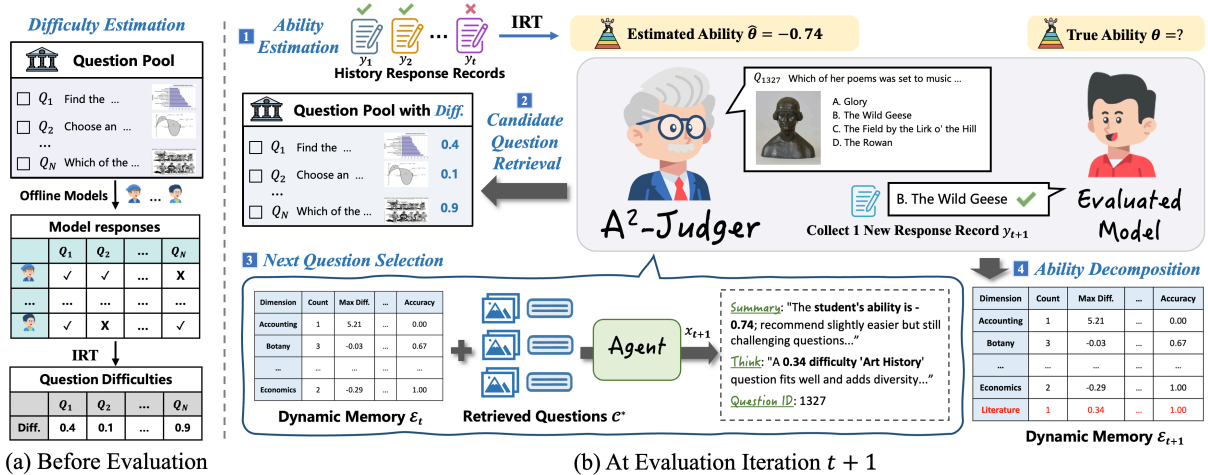 Difficulty Estimation
Question Pool
Q1 Find the ...
Q2 Choose an ...
...
QN Which of the ...
Offline Models ...
Model responses
Q1 Q2 ... QN
✓ ✓ ... X
... ... ... ...
✓ X ... ✓
IRT
Question Difficulties
Q1 Q2 ... QN
Diff. 0.4 0.1 ... 0.9
(a) Before Evaluation
1 Ability
Estimation
...
y1 y2 yt
History Response Records
IRT
Estimated Ability θ̂ = −0.74
True Ability θ =?
Question Pool with Diff.
Q1 Find the ... 0.4
Q2 Choose an ... 0.1
...
QN Which of the ... 0.9
2
Candidate
Question
Retrieval
Q1327 Which of her poems was set to music ...
A. Glory
B. The Wild Geese
C. The Field by the Lirk o' the Hill
D. The Rowan
A²-Judger
B. The Wild Geese
Collect 1 New Response Record yt+1
Evaluated
Model
3 Next Question Selection
Dimension Count Max Diff. ... Accuracy
Accounting 1 5.21 ... 0.00
Botany 3 -0.03 ... 0.67
... ... ... ... ...
Economics 2 -0.29 ... 1.00
Dynamic Memory ℰt
+
Retrieved Questions 𝒞*
Agent
xt+1
Summary: "The student's ability is -
0.74; recommend slightly easier but still
challenging questions..."
Think: "A 0.34 difficulty 'Art History'
question fits well and adds diversity..."
Question ID: 1327
4 Ability Decomposition
Dimension Count Max Diff. ... Accuracy
Accounting 1 5.21 ... 0.00
Botany 3 -0.03 ... 0.67
... ... ... ... ...
Economics 2 -0.29 ... 1.00
Literature 1 0.34 ... 1.00
Dynamic Memory ℰt+1
(b) At Evaluation Iteration t + 1